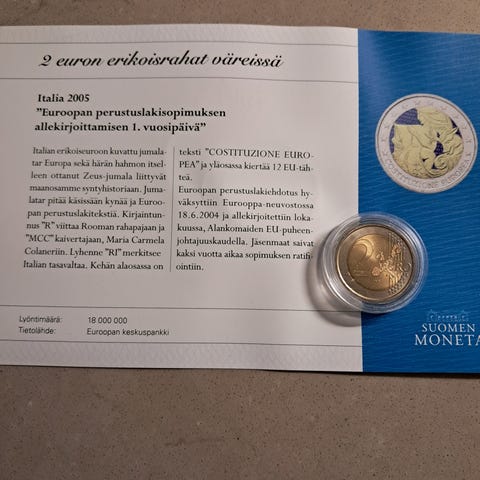 2 euron erikoisrahat väreissä
Italia 2005
"Euroopan perustuslakisopimuksen
allekirjoittamisen 1. vuosipäivä"
Italian erikoiseuroon kuvattu jumala-
tar Europa sekä härän hahmon itsel-
leen ottanut Zeus-jumala liittyvät
maanosamme syntyhistoriaan. Juma-
latar pitää käsissään kynää ja Euroo-
pan perustuslakitekstiä. Kirjaintun-
nus "R" viittaa Rooman rahapajaan ja
"MCC" kaivertajaan, Maria Carmela
Colaneriin. Lyhenne "RI" merkitsee
Italian tasavaltaa. Kehän alaosassa on
teksti "COSTITUZIONE EURO-
PEA" ja yläosassa kiertää 12 EU-täh-
teä.
Euroopan perustuslakiehdotus hy-
väksyttiin Eurooppa-neuvostossa
18.6.2004 ja allekirjoitettiin loka-
kuussa, Alankomaiden EU-puheen-
johtajuuskaudella. Jäsenmaat saivat
kaksi vuotta aikaa sopimuksen ratifi-
ointiin.
Lyöntimäärä: 18 000 000
Tietolähde: Euroopan keskuspankki
COSTITUZIONE EUROPEA
2
SUOMEN
MONETA